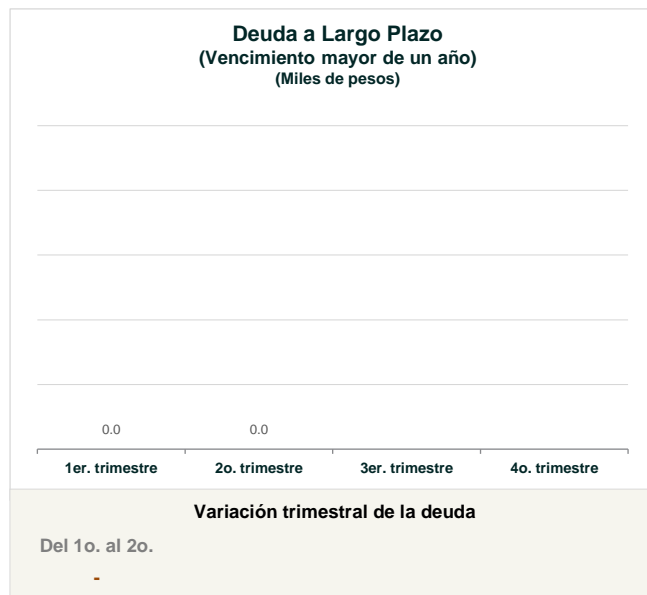 Deuda a Largo Plazo
(Vencimiento mayor de un año)
(Miles de pesos)
0.0 0.0
1er. trimestre 2o. trimestre 3er. trimestre 4o. trimestre
Variación trimestral de la deuda
Del 1o. al 2o.
-